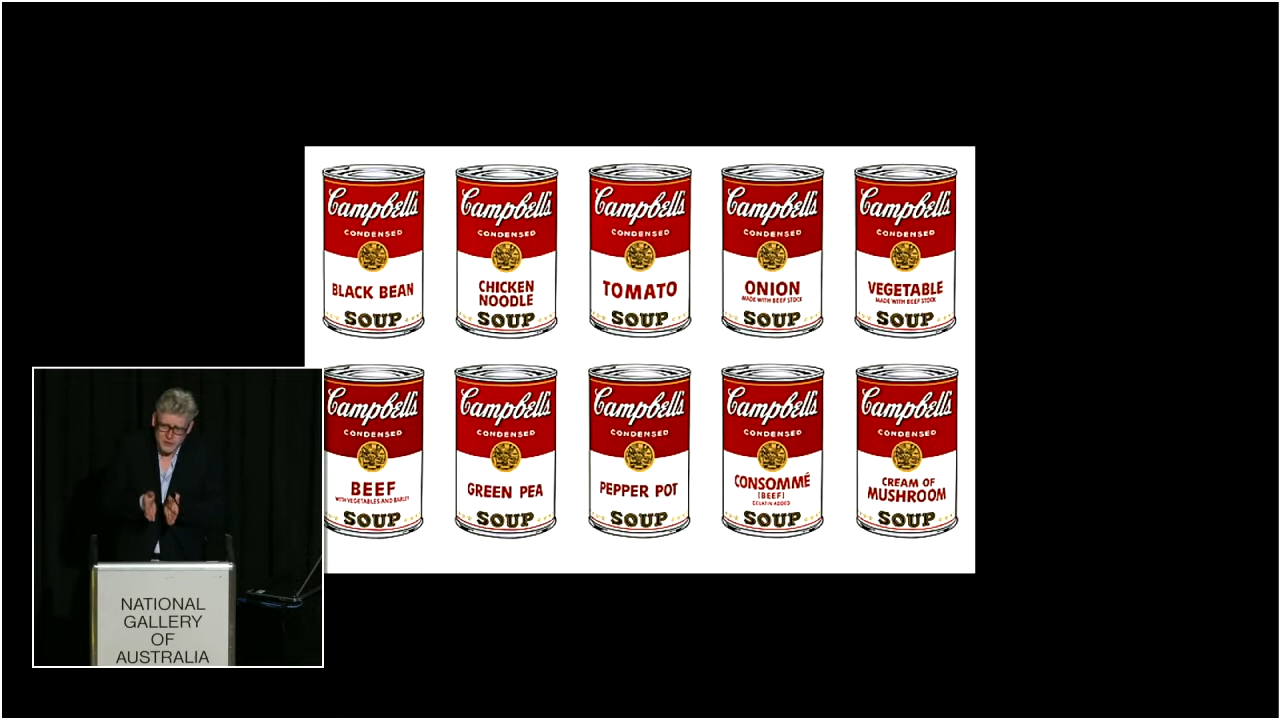 Campbell's
CONDENSED
BLACK BEAN
SOUP
Campbell's
CONDENSED
CHICKEN
NOODLE
SOUP
Campbell's
CONDENSED
TOMATO
SOUP
Campbell's
CONDENSED
ONION
MADE WITH BEEF STOCK
SOUP
Campbell's
CONDENSED
VEGETABLE
MADE WITH BEEF STOCK
SOUP
Campbell's
CONDENSED
BEEF
WITH VEGETABLES AND BARLEY
SOUP
Campbell's
CONDENSED
GREEN PEA
SOUP
Campbell's
CONDENSED
PEPPER POT
SOUP
Campbell's
CONDENSED
CONSOMMÉ
[BEEF]
GELATIN ADDED
SOUP
Campbell's
CONDENSED
CREAM OF
MUSHROOM
SOUP
NATIONAL
GALLERY
OF
AUSTRALIA